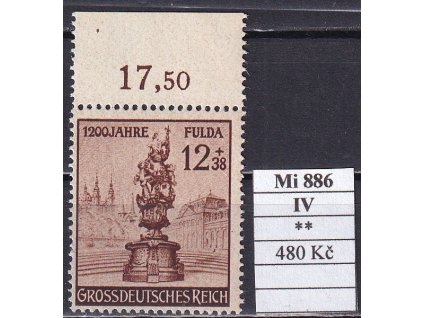 17,50
1200 JAHRE FULDA
12+38
GROSSDEUTSCHES REICH
Mi 886
IV
**
480 Kč